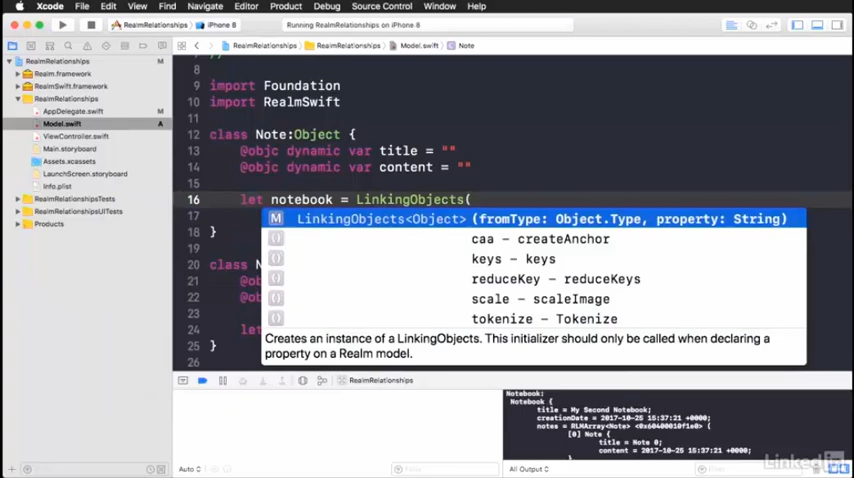 Xcode File Edit View Find Navigate Editor Product Debug Source Control Window Help
RealmRelationships iPhone 8 Running RealmRelationships on iPhone 8
RealmRelationships RealmRelationships Model.swift Note
RealmRelationships M
Realm.framework
RealmSwift.framework
RealmRelationships
AppDelegate.swift M
Model.swift A
ViewController.swift
Main.storyboard
Assets.xcassets
LaunchScreen.storyboard
Info.plist
RealmRelationshipsTests
RealmRelationshipsUITests
Products
8
9 import Foundation
10 import RealmSwift
11
12 class Note:Object {
13 @objc dynamic var title = ""
14 @objc dynamic var content = ""
15
16 let notebook = LinkingObjects(
17
18 }
19
20 class N
21 @o
22 @o
24 let
25 }
26
M LinkingObjects<Object> (fromType: Object.Type, property: String)
caa – createAnchor
keys – keys
reduceKey – reduceKeys
scale – scaleImage
tokenize – Tokenize
Creates an instance of a LinkingObjects. This initializer should only be called when declaring a
property on a Realm model.
RealmRelationships
Notebook:
Notebook {
title = My Second Notebook;
creationDate = 2017-10-25 15:37:21 +0000;
notes = RLMArray<Note> <0x60400010f1e0> (
[0] Note {
title = Note 0;
content = 2017-10-25 15:37:21 +0000;
Auto
All Output
Filter
LinkedIn